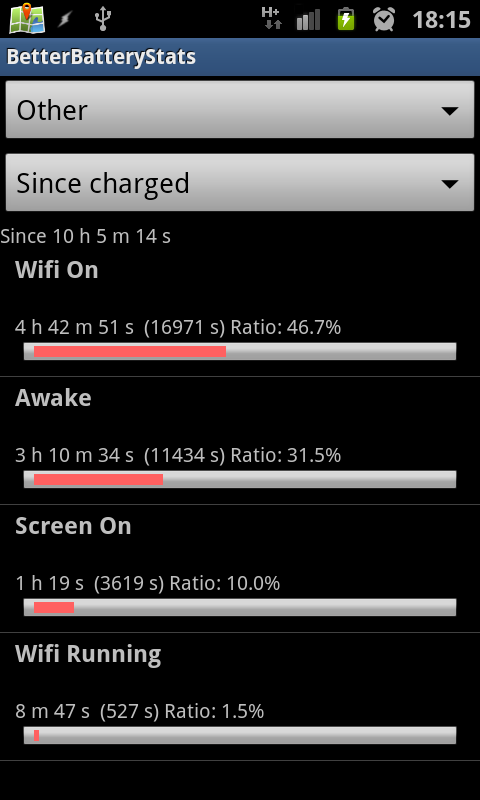 H+ 18:15
BetterBatteryStats
Other
Since charged
Since 10 h 5 m 14 s
Wifi On
4 h 42 m 51 s  (16971 s) Ratio: 46.7%
Awake
3 h 10 m 34 s  (11434 s) Ratio: 31.5%
Screen On
1 h 19 s  (3619 s) Ratio: 10.0%
Wifi Running
8 m 47 s  (527 s) Ratio: 1.5%